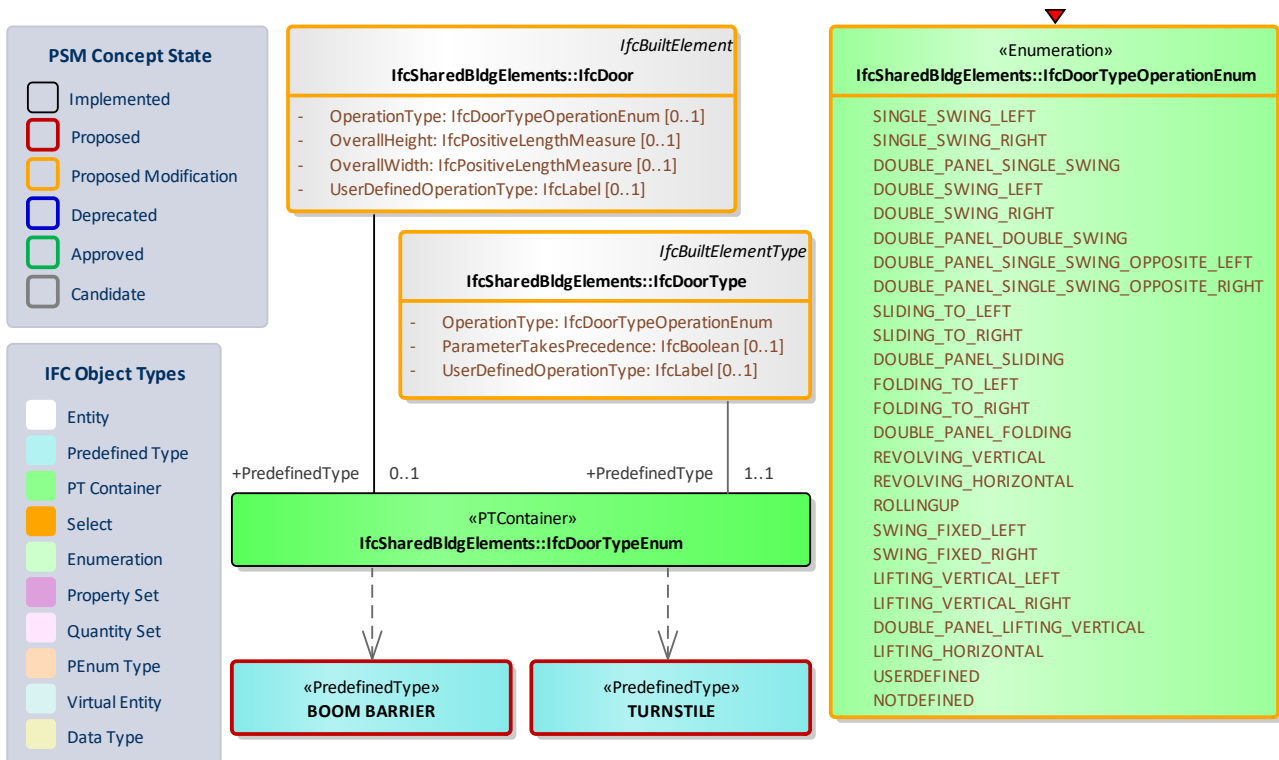 PSM Concept State
Implemented
Proposed
Proposed Modification
Deprecated
Approved
Candidate
IFC Object Types
Entity
Predefined Type
PT Container
Select
Enumeration
Property Set
Quantity Set
PEnum Type
Virtual Entity
Data Type
IfcBuiltElement
IfcSharedBldgElements::IfcDoor
- OperationType: IfcDoorTypeOperationEnum [0..1]
- OverallHeight: IfcPositiveLengthMeasure [0..1]
- OverallWidth: IfcPositiveLengthMeasure [0..1]
- UserDefinedOperationType: IfcLabel [0..1]
IfcBuiltElementType
IfcSharedBldgElements::IfcDoorType
- OperationType: IfcDoorTypeOperationEnum
- ParameterTakesPrecedence: IfcBoolean [0..1]
- UserDefinedOperationType: IfcLabel [0..1]
+PredefinedType 0..1
+PredefinedType 1..1
«PTContainer»
IfcSharedBldgElements::IfcDoorTypeEnum
«PredefinedType»
BOOM BARRIER
«PredefinedType»
TURNSTILE
«Enumeration»
IfcSharedBldgElements::IfcDoorTypeOperationEnum
SINGLE_SWING_LEFT
SINGLE_SWING_RIGHT
DOUBLE_PANEL_SINGLE_SWING
DOUBLE_SWING_LEFT
DOUBLE_SWING_RIGHT
DOUBLE_PANEL_DOUBLE_SWING
DOUBLE_PANEL_SINGLE_SWING_OPPOSITE_LEFT
DOUBLE_PANEL_SINGLE_SWING_OPPOSITE_RIGHT
SLIDING_TO_LEFT
SLIDING_TO_RIGHT
DOUBLE_PANEL_SLIDING
FOLDING_TO_LEFT
FOLDING_TO_RIGHT
DOUBLE_PANEL_FOLDING
REVOLVING_VERTICAL
REVOLVING_HORIZONTAL
ROLLINGUP
SWING_FIXED_LEFT
SWING_FIXED_RIGHT
LIFTING_VERTICAL_LEFT
LIFTING_VERTICAL_RIGHT
DOUBLE_PANEL_LIFTING_VERTICAL
LIFTING_HORIZONTAL
USERDEFINED
NOTDEFINED